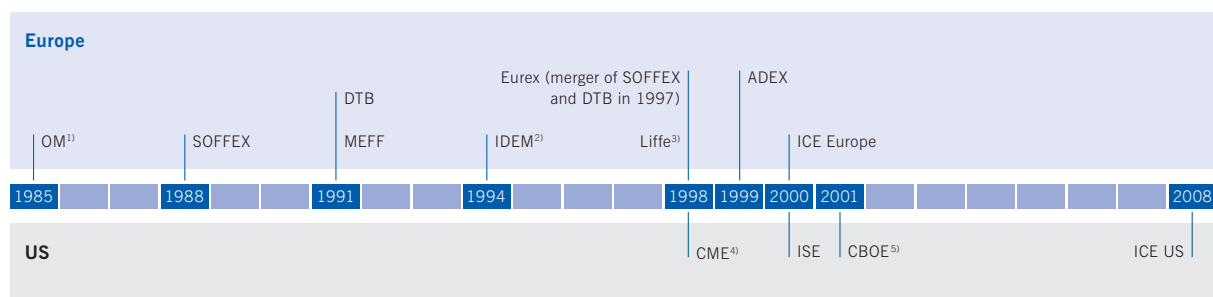 Europe
Eurex (merger of SOFFEX
and DTB in 1997)
ADEX
DTB
OM1)
SOFFEX
MEFF
IDEM2)
Liffe3)
ICE Europe
1985 1988 1991 1994 1998 1999 2000 2001 2008
US
CME4)
ISE
CBOE5)
ICE US